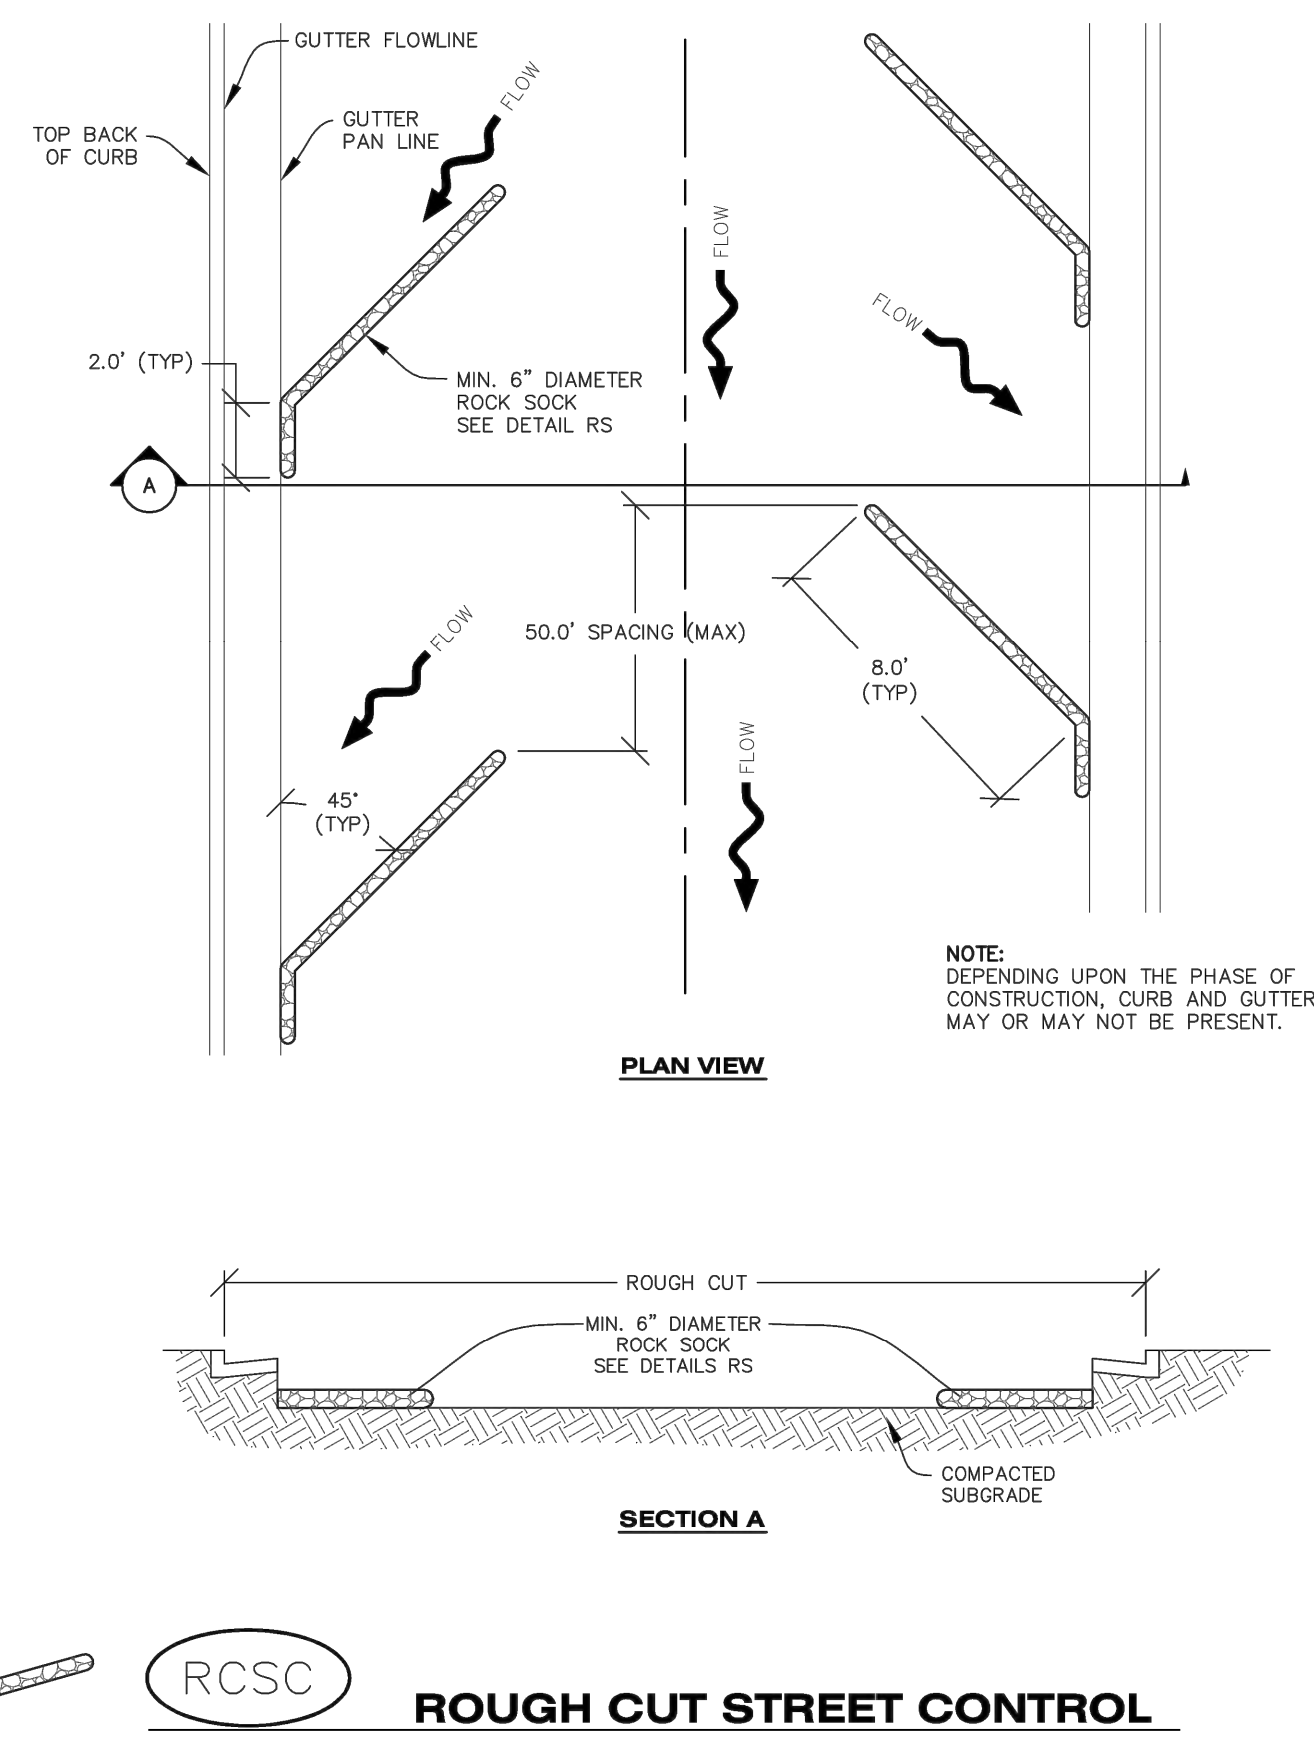 GUTTER FLOWLINE
FLOW
TOP BACK
OF CURB
GUTTER
PAN LINE
FLOW
FLOW
2.0' (TYP)
MIN. 6” DIAMETER
ROCK SOCK
SEE DETAIL RS
A
FLOW
50.0' SPACING (MAX)
8.0'
(TYP)
FLOW
45°
(TYP)
NOTE:
DEPENDING UPON THE PHASE OF
CONSTRUCTION, CURB AND GUTTER
MAY OR MAY NOT BE PRESENT.
PLAN VIEW
ROUGH CUT
MIN. 6” DIAMETER
ROCK SOCK
SEE DETAILS RS
COMPACTED
SUBGRADE
SECTION A
RCSC
ROUGH CUT STREET CONTROL